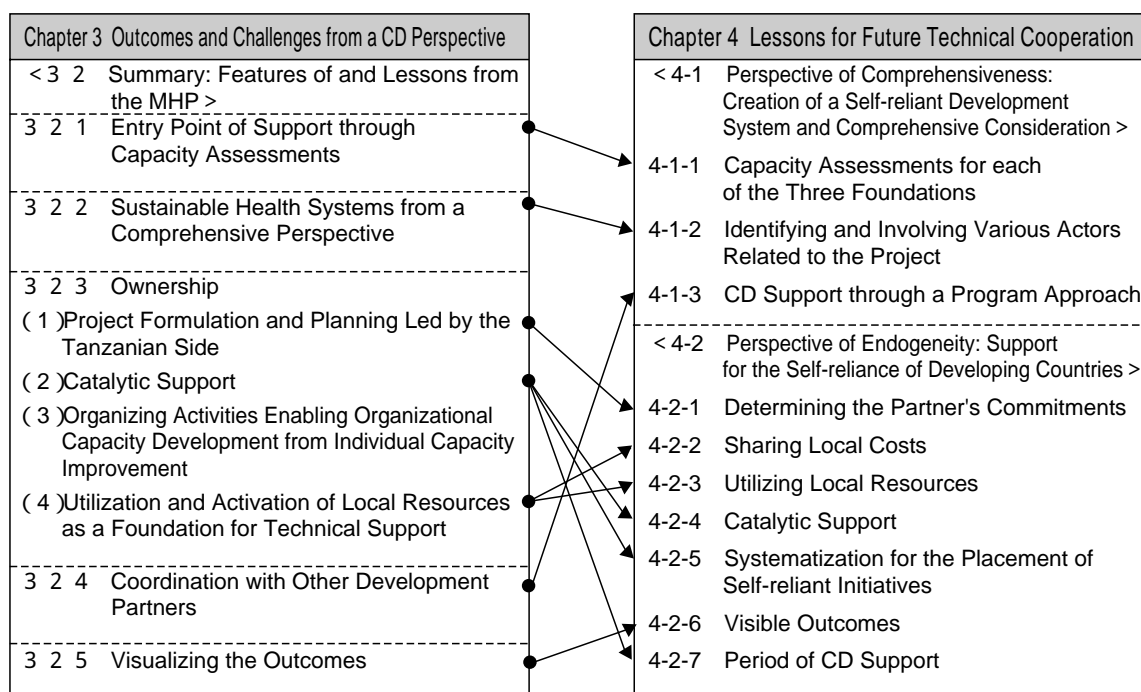 Chapter 3 Outcomes and Challenges from a CD Perspective
<3 2 Summary: Features of and Lessons from
the MHP >
3 2 1 Entry Point of Support through
Capacity Assessments
3 2 2 Sustainable Health Systems from a
Comprehensive Perspective
3 2 3 Ownership
(1)Project Formulation and Planning Led by the
Tanzanian Side
(2)Catalytic Support
(3)Organizing Activities Enabling Organizational
Capacity Development from Individual Capacity
Improvement
(4)Utilization and Activation of Local Resources
as a Foundation for Technical Support
3 2 4 Coordination with Other Development
Partners
3 2 5 Visualizing the Outcomes
Chapter 4 Lessons for Future Technical Cooperation
<4-1 Perspective of Comprehensiveness:
Creation of a Self-reliant Development
System and Comprehensive Consideration >
4-1-1 Capacity Assessments for each
of the Three Foundations
4-1-2 Identifying and Involving Various Actors
Related to the Project
4-1-3 CD Support through a Program Approach
<4-2 Perspective of Endogeneity: Support
for the Self-reliance of Developing Countries >
4-2-1 Determining the Partner's Commitments
4-2-2 Sharing Local Costs
4-2-3 Utilizing Local Resources
4-2-4 Catalytic Support
4-2-5 Systematization for the Placement of
Self-reliant Initiatives
4-2-6 Visible Outcomes
4-2-7 Period of CD Support